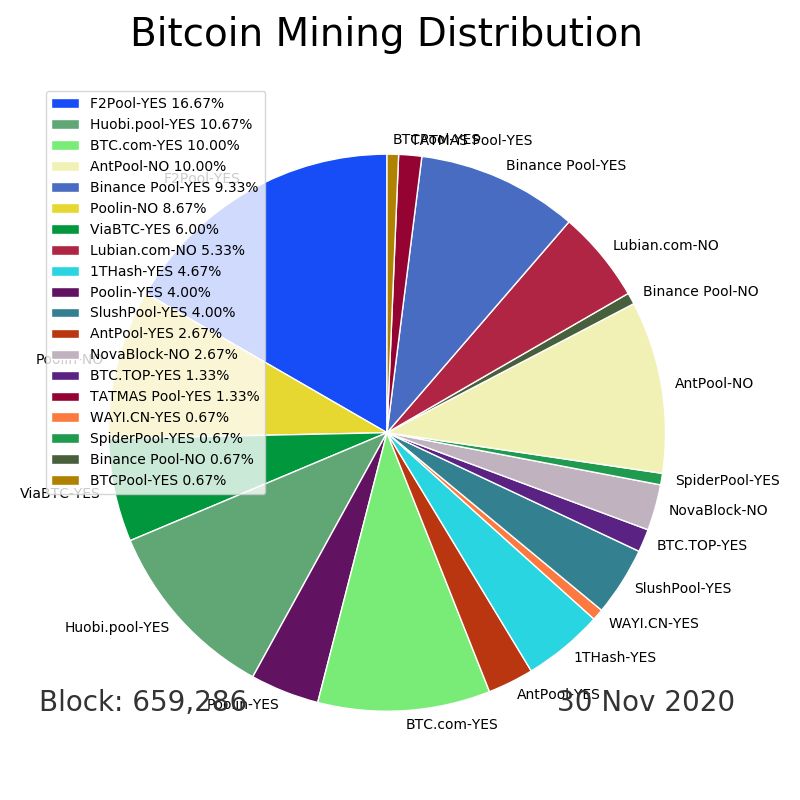 Bitcoin Mining Distribution
F2Pool-YES 16.67%
Huobi.pool-YES 10.67%
BTC.com-YES 10.00%
AntPool-NO 10.00%
Binance Pool-YES 9.33%
Poolin-NO 8.67%
ViaBTC-YES 6.00%
Lubian.com-NO 5.33%
1THash-YES 4.67%
Poolin-YES 4.00%
SlushPool-YES 4.00%
AntPool-YES 2.67%
NovaBlock-NO 2.67%
BTC.TOP-YES 1.33%
TATMAS Pool-YES 1.33%
WAYI.CN-YES 0.67%
SpiderPool-YES 0.67%
Binance Pool-NO 0.67%
BTCPool-YES 0.67%
BTCPool-YES
TATMAS Pool-YES
Binance Pool-YES
Lubian.com-NO
Binance Pool-NO
AntPool-NO
SpiderPool-YES
NovaBlock-NO
BTC.TOP-YES
SlushPool-YES
WAYI.CN-YES
1THash-YES
AntPool-YES
BTC.com-YES
Poolin-YES
Huobi.pool-YES
ViaBTC-YES
Poolin-NO
F2Pool-YES
Block: 659,286
30 Nov 2020